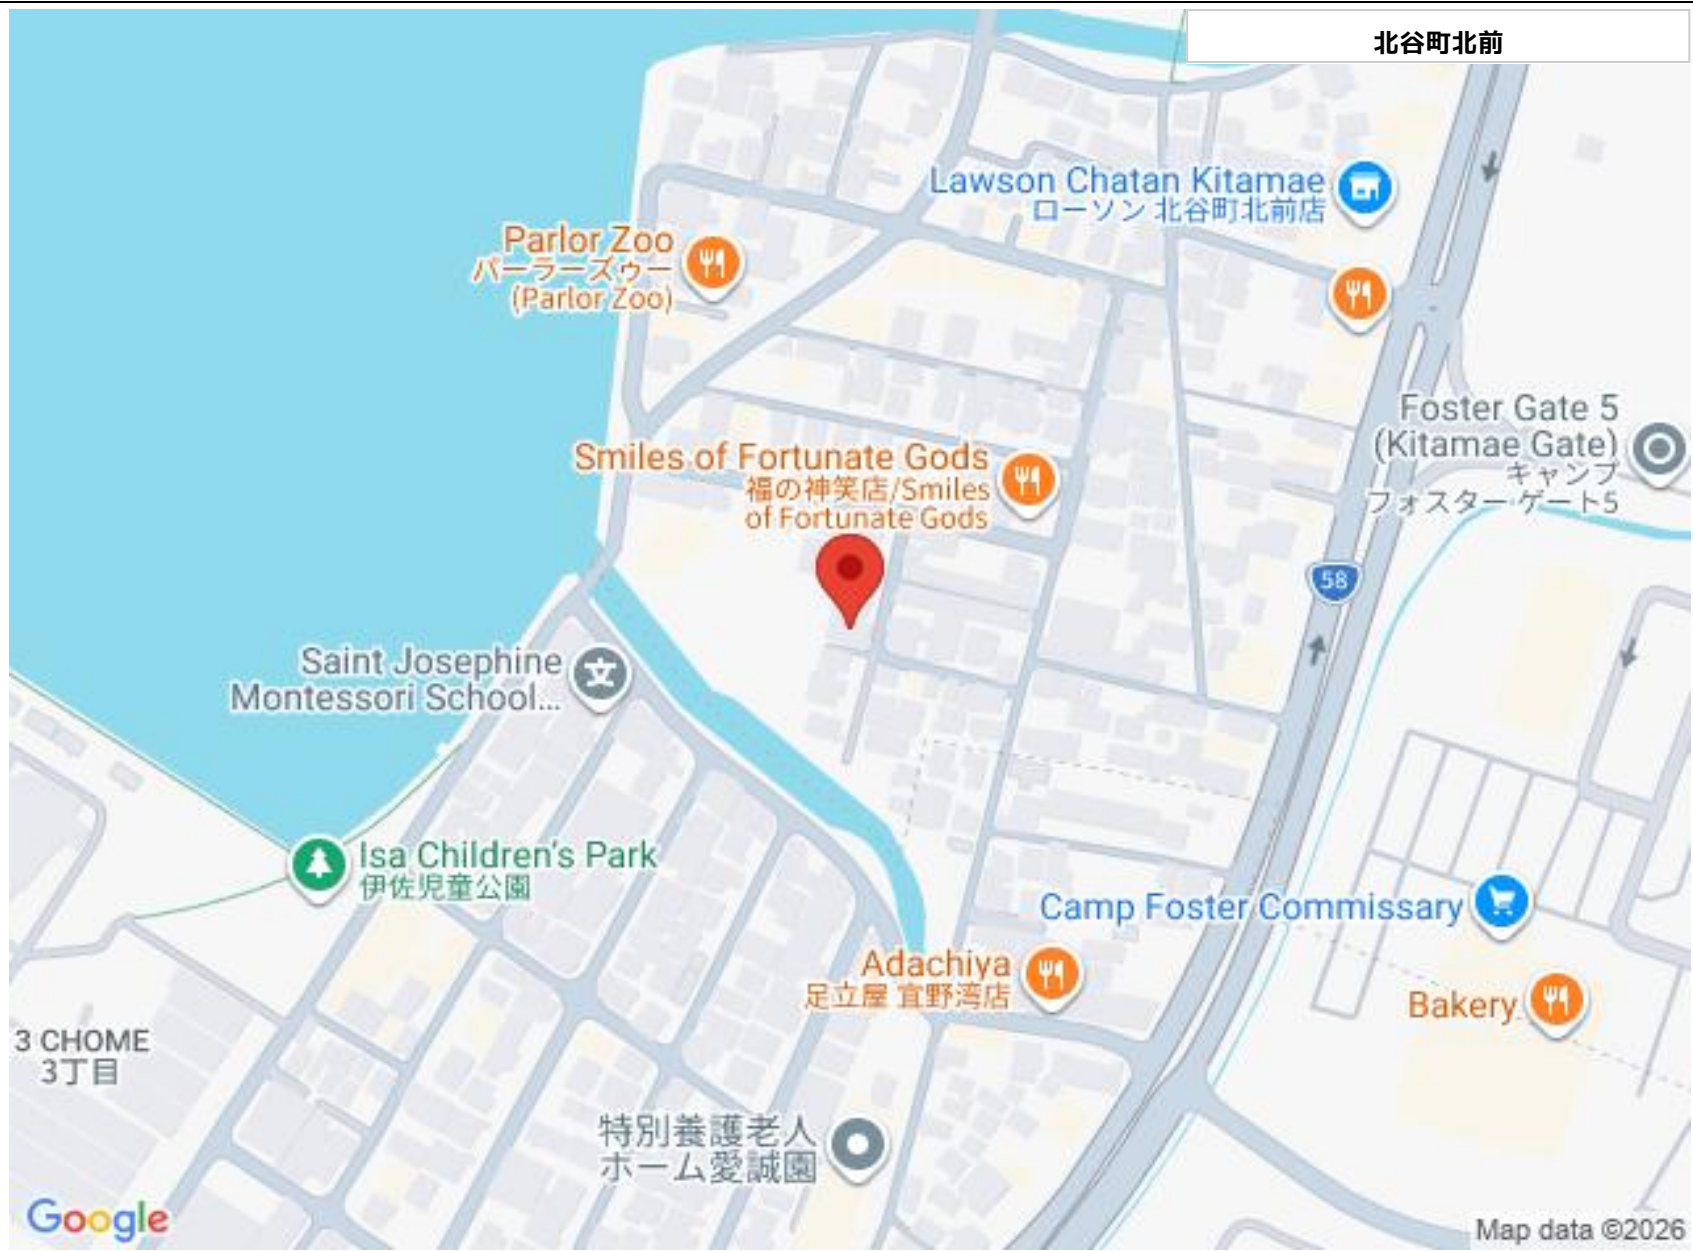 北谷町北前
Lawson Chatan Kitamae
ローソン 北谷町北前店
Parlor Zoo
パーラーズゥー
(Parlor Zoo)
Foster Gate 5
(Kitamae Gate)
キャンプ
フォスター ゲート5
Smiles of Fortunate Gods
福の神笑店/Smiles
of Fortunate Gods
58
Saint Josephine
Montessori School...
文
Isa Children's Park
伊佐児童公園
Camp Foster Commissary
Adachiya
足立屋 宜野湾店
Bakery
3 CHOME
3丁目
特別養護老人
ホーム愛誠園
Google
Map data ©2026